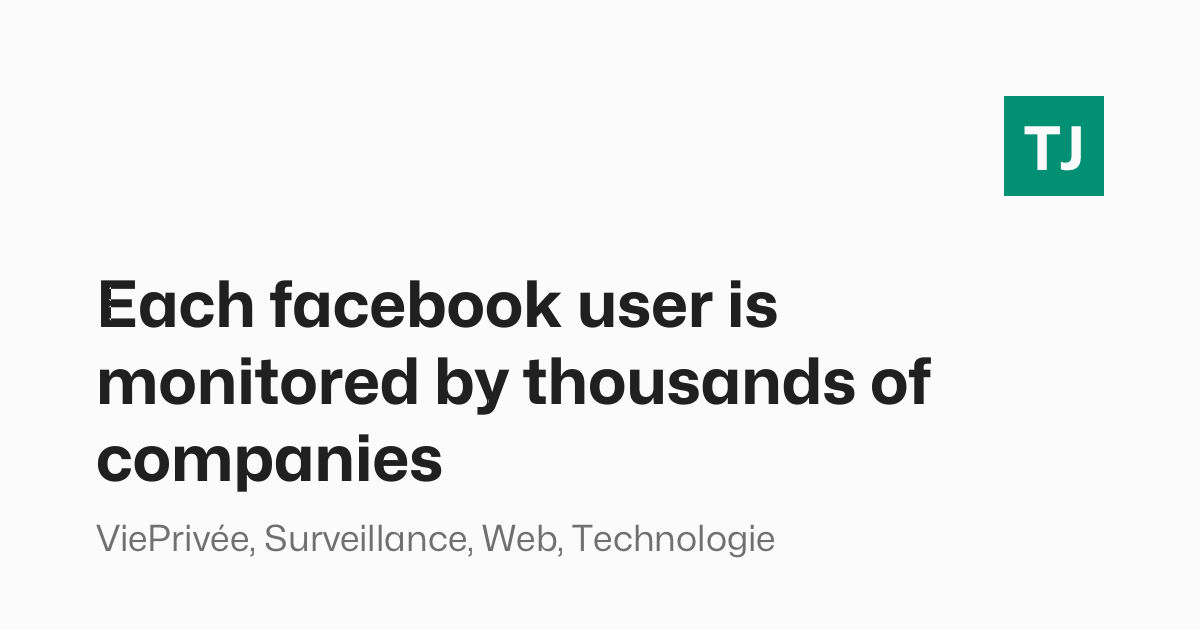 TJ
Each facebook user is
monitored by thousands of
companies
ViePrivée, Surveillance, Web, Technologie